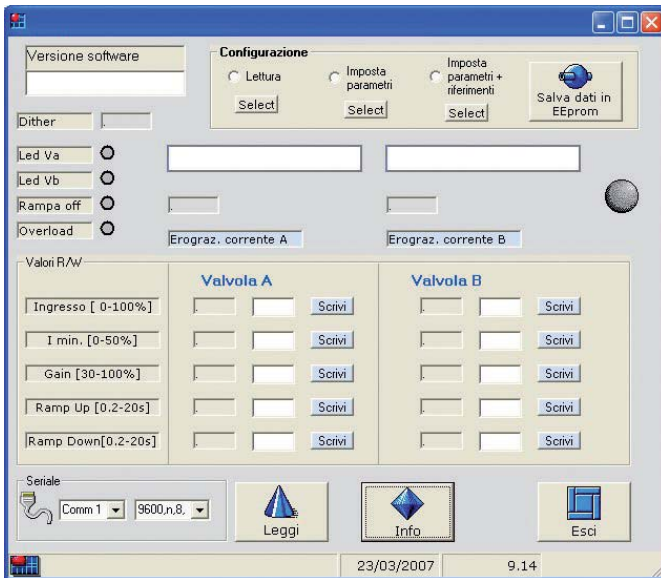 Versione software
Configurazione
Lettura
Imposta parametri
Imposta parametri + riferimenti
Select
Select
Select
Salva dati in EEprom
Dither .
Led Va
Led Vb
Rampa off . .
Overload
Erograz. corrente A
Erograz. corrente B
Valori R/W
Valvola A
Valvola B
Ingresso [ 0-100%] . Scrivi . Scrivi
I min. [0-50%] . Scrivi . Scrivi
Gain [30-100%] . Scrivi . Scrivi
Ramp Up [0.2-20s] . Scrivi . Scrivi
Ramp Down[0.2-20s] . Scrivi . Scrivi
Seriale
Comm 1
9600,n,8,
Leggi
Info
Esci
23/03/2007
9.14